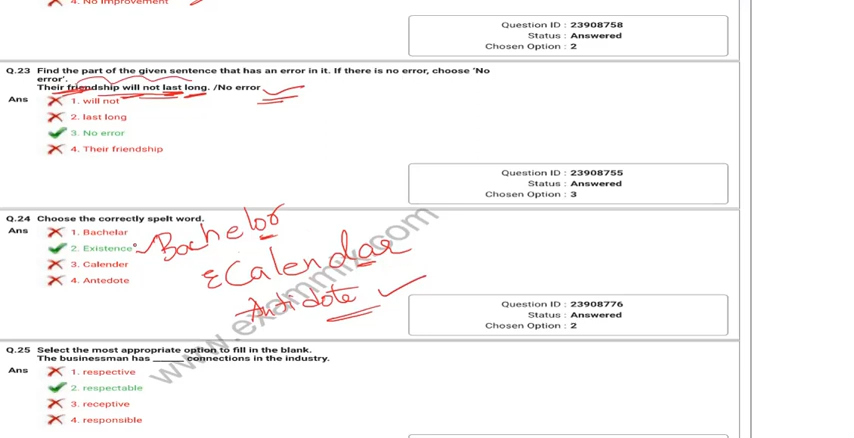 4. No Improvement
Question ID : 23908758
Status : Answered
Chosen Option : 2
Q.23 Find the part of the given sentence that has an error in it. If there is no error, choose ‘No
error’.
Their friendship will not last long. /No error
Ans 1. will not
2. last long
3. No error
4. Their friendship
Question ID : 23908755
Status : Answered
Chosen Option : 3
Q.24 Choose the correctly spelt word.
Ans 1. Bachelar
2. Existence
3. Calender
4. Antedote
Bachelor
Calendar
Antidote
www.exammix.com
Question ID : 23908776
Status : Answered
Chosen Option : 2
Q.25 Select the most appropriate option to fill in the blank.
The businessman has ______ connections in the industry.
Ans 1. respective
2. respectable
3. receptive
4. responsible